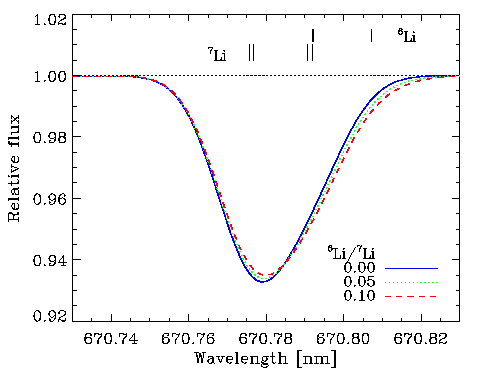 1.02
⁶Li
⁷Li
1.00
0.98
0.96
0.94
0.92
Relative flux
⁶Li/⁷Li
0.00
0.05
0.10
670.74 670.76 670.78 670.80 670.82
Wavelength [nm]